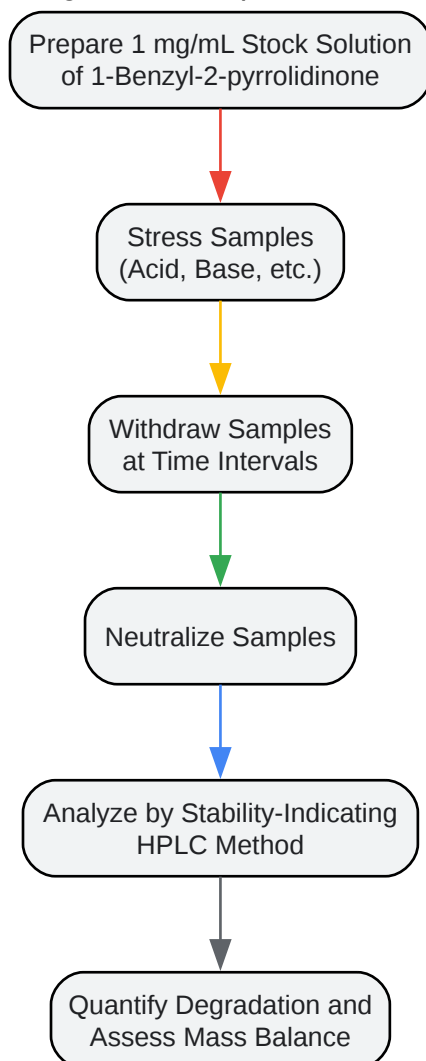 Prepare 1 mg/mL Stock Solution
of 1-Benzyl-2-pyrrolidinone
Stress Samples
(Acid, Base, etc.)
Withdraw Samples
at Time Intervals
Neutralize Samples
Analyze by Stability-Indicating
HPLC Method
Quantify Degradation and
Assess Mass Balance